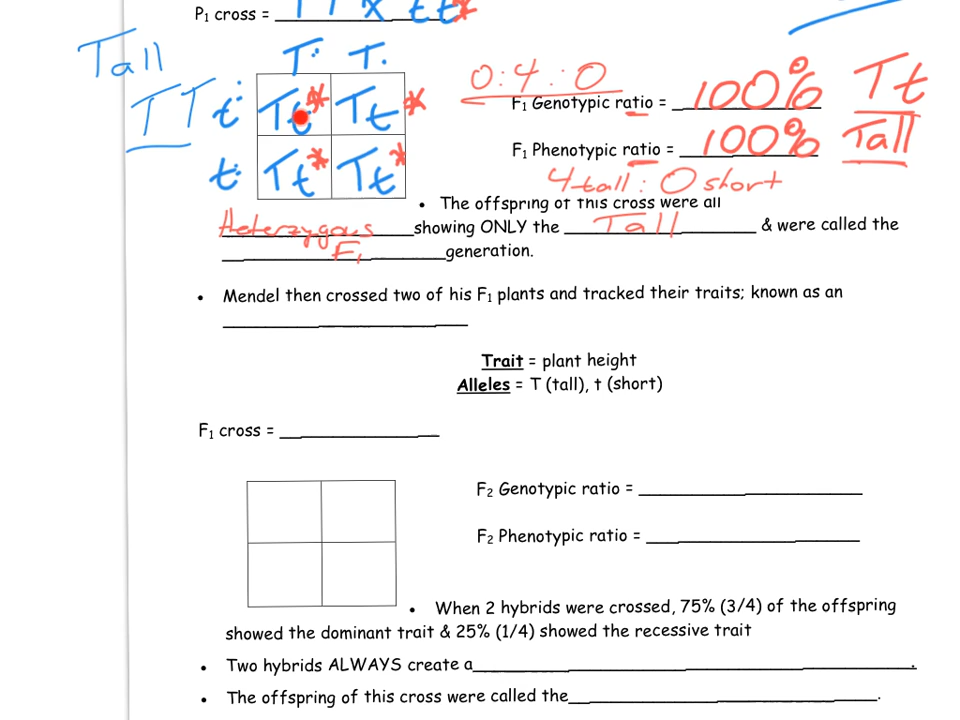 P₁ cross = TT x tt*
Tall
T T.
0:4:0
TT t Tt* Tt* F₁ Genotypic ratio = 100% Tt
F₁ Phenotypic ratio = 100% Tall
t Tt* Tt* 4 tall : 0 short
• The offspring of this cross were all
Heterzygous showing ONLY the Tall & were called the
F₁ generation.
• Mendel then crossed two of his F₁ plants and tracked their traits; known as an
Trait = plant height
Alleles = T (tall), t (short)
F₁ cross =
F₂ Genotypic ratio =
F₂ Phenotypic ratio =
• When 2 hybrids were crossed, 75% (3/4) of the offspring
showed the dominant trait & 25% (1/4) showed the recessive trait
• Two hybrids ALWAYS create a .
• The offspring of this cross were called the .